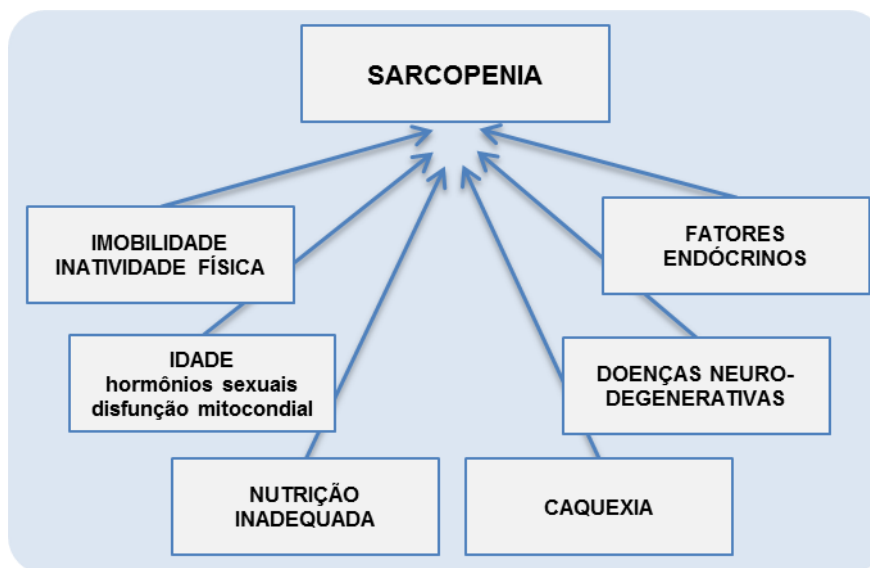 SARCOPENIA
IMOBILIDADE
INATIVIDADE FÍSICA
FATORES
ENDÓCRINOS
IDADE
hormônios sexuais
disfunção mitocondial
DOENÇAS NEURO-
DEGENERATIVAS
NUTRIÇÃO
INADEQUADA
CAQUEXIA